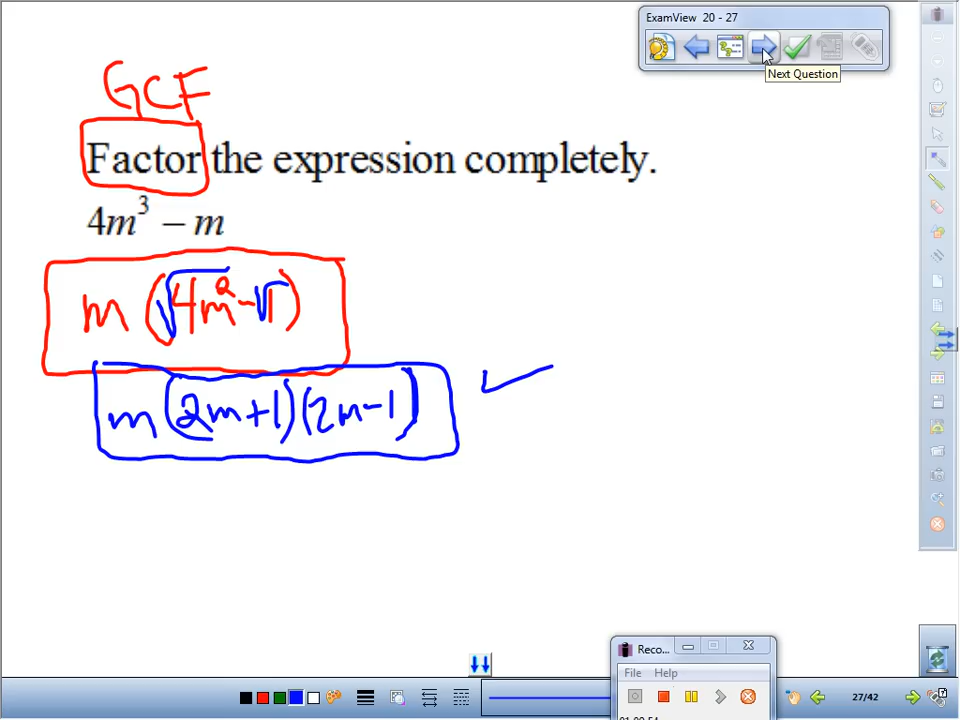 ExamView 20 - 27
Next Question
GCF
Factor the expression completely.
4m³ – m
m(√4m² - √1)
m(2m+1)(2m-1)
Reco...
File Help
27/42